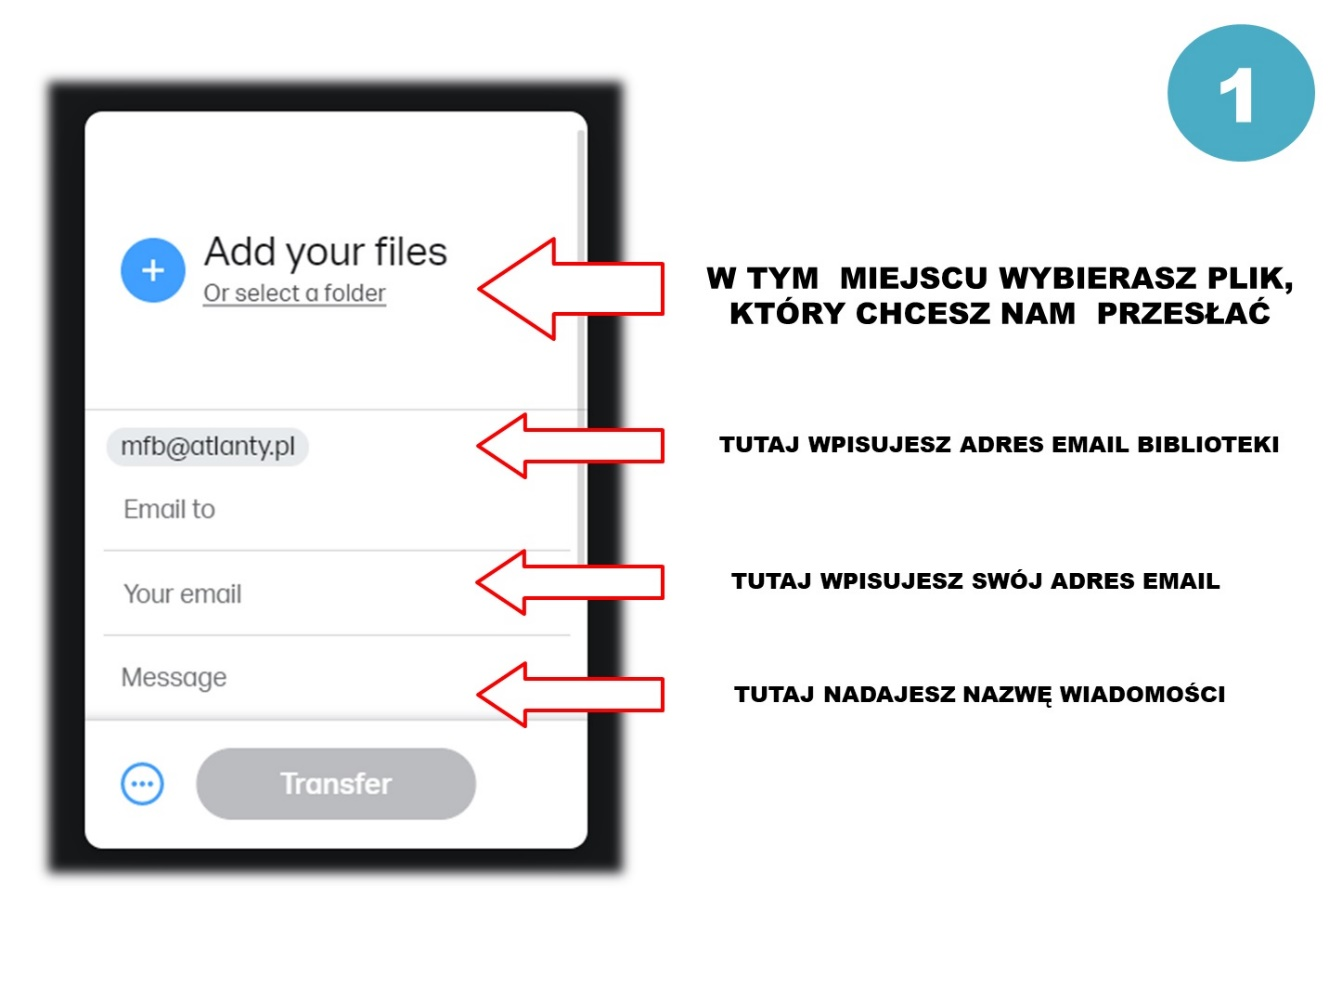 1
Add your files
Or select a folder
W TYM MIEJSCU WYBIERASZ PLIK,
KTÓRY CHCESZ NAM PRZESŁAĆ
mfb@atlanty.pl
TUTAJ WPISUJESZ ADRES EMAIL BIBLIOTEKI
Email to
Your email
TUTAJ WPISUJESZ SWÓJ ADRES EMAIL
Message
TUTAJ NADAJESZ NAZWĘ WIADOMOŚCI
Transfer